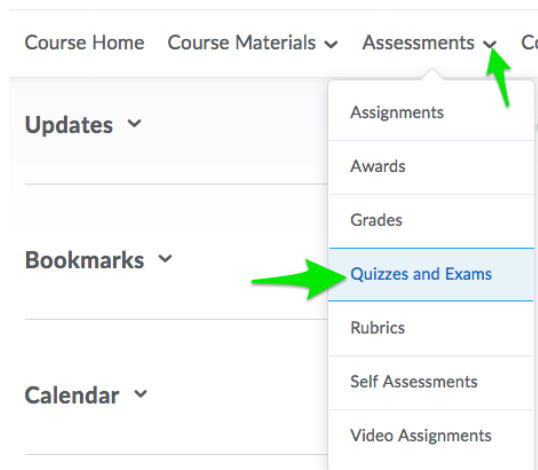 Course Home Course Materials Assessments
Updates
Bookmarks
Calendar
Assignments
Awards
Grades
Quizzes and Exams
Rubrics
Self Assessments
Video Assignments